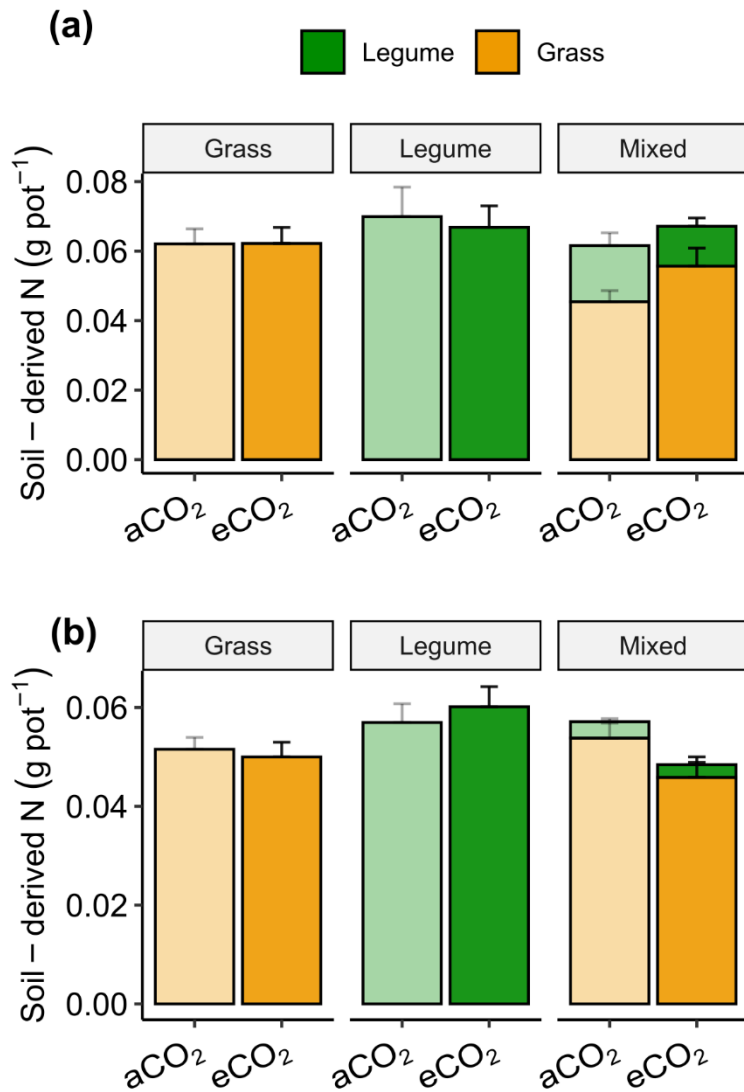 (a)
Legume Grass
Grass Legume Mixed
Soil − derived N (g pot⁻¹)
0.08
0.06
0.04
0.02
0.00
aCO₂ eCO₂ aCO₂ eCO₂ aCO₂ eCO₂
(b)
Grass Legume Mixed
Soil − derived N (g pot⁻¹)
0.06
0.04
0.02
0.00
aCO₂ eCO₂ aCO₂ eCO₂ aCO₂ eCO₂